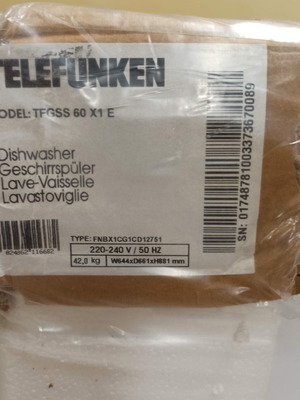 TELEFUNKEN
ODEL: TFGSS 60 X1 E
Dishwasher
Geschirrspüler
Lave-Vaisselle
Lavastoviglie
TYPE: FNBX1CG1CD12751
220-240 V / 50 HZ
42,0 kg
W644xD661xH881 mm
SN: 01748781003373670089